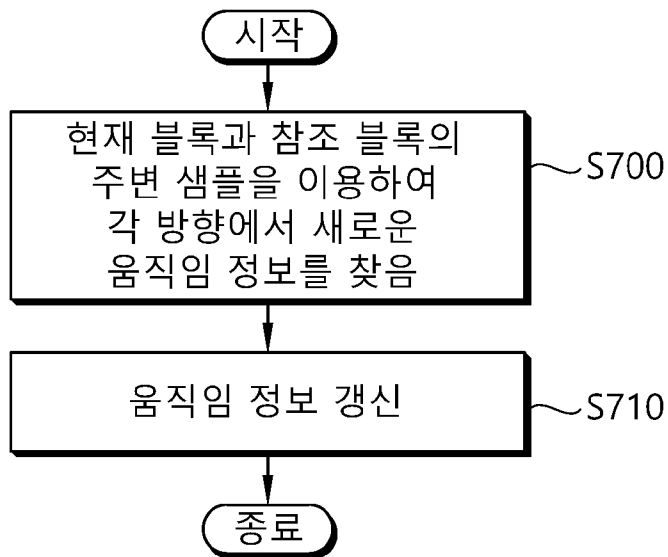 시작
현재 블록과 참조 블록의
주변 샘플을 이용하여
각 방향에서 새로운
움직임 정보를 찾음
S700
움직임 정보 갱신
S710
종료